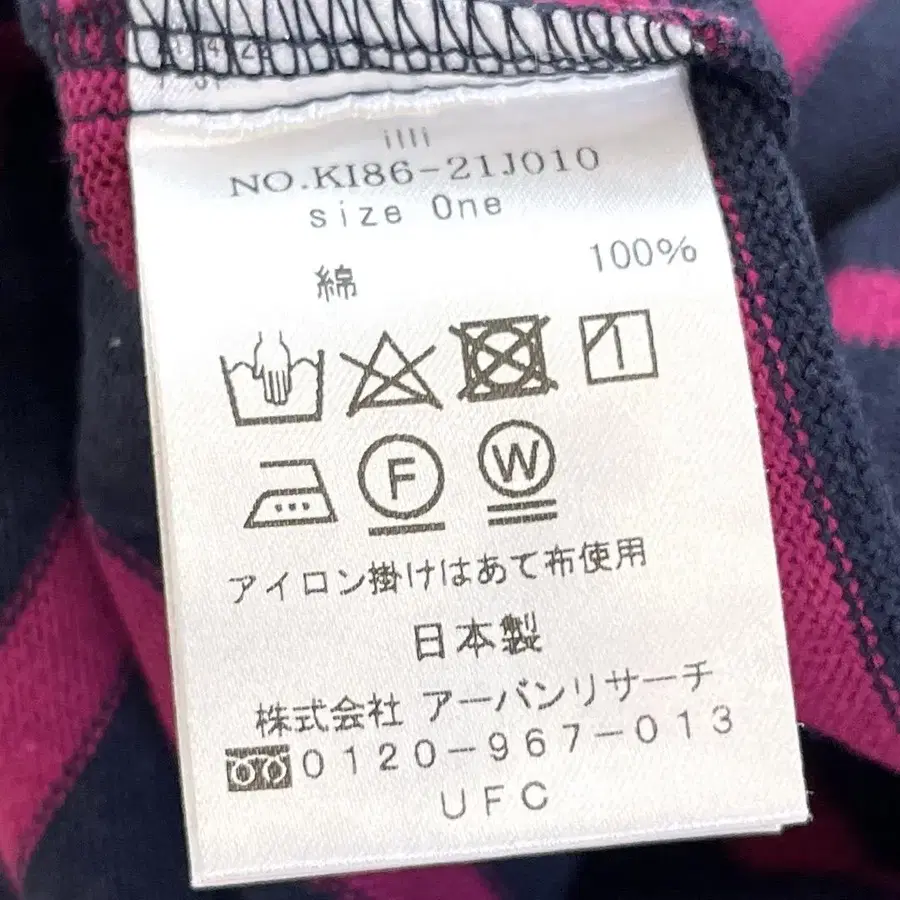 illi
NO.KI86-21J010
size One
綿 100%
F W
アイロン掛けはあて布使用
日本製
株式会社 アーバンリサーチ
0120-967-013
UFC